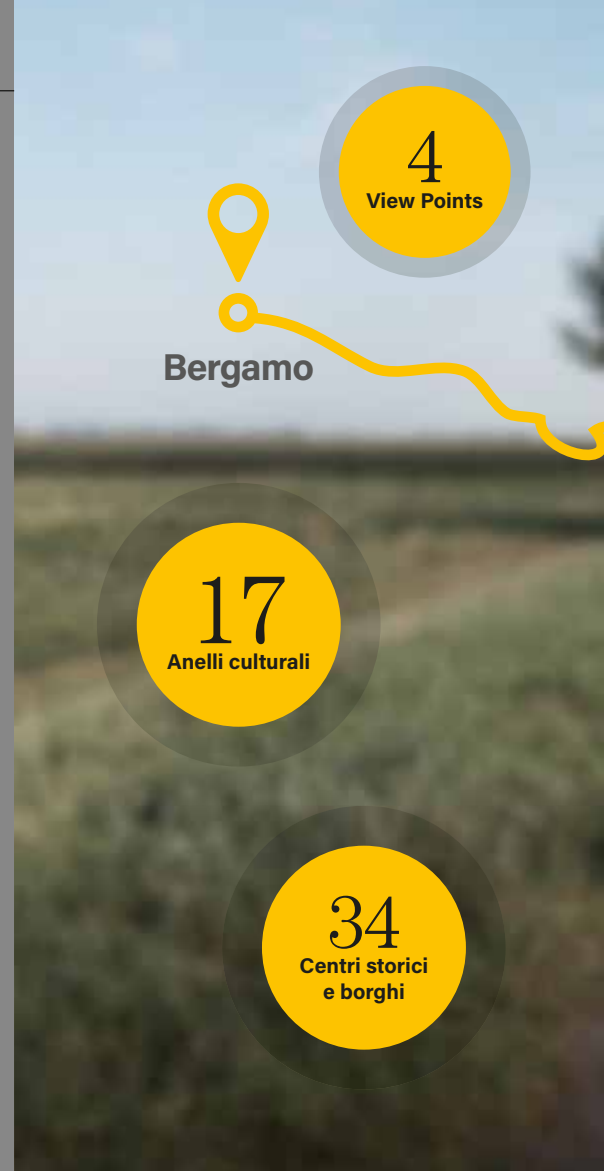 4
View Points
Bergamo
17
Anelli culturali
34
Centri storici
e borghi